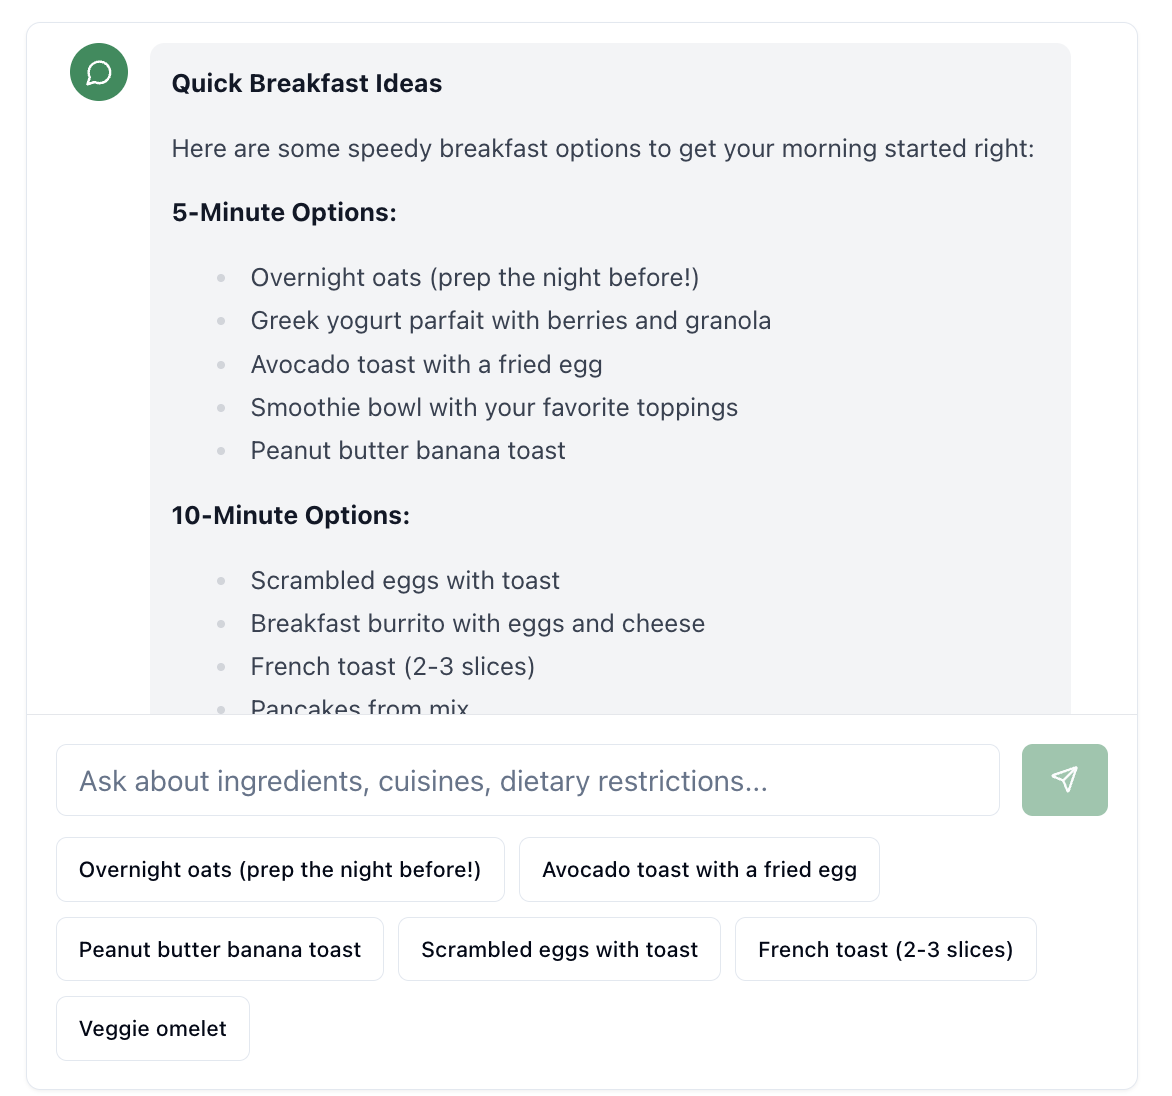 Quick Breakfast Ideas
Here are some speedy breakfast options to get your morning started right:
5-Minute Options:
Overnight oats (prep the night before!)
Greek yogurt parfait with berries and granola
Avocado toast with a fried egg
Smoothie bowl with your favorite toppings
Peanut butter banana toast
10-Minute Options:
Scrambled eggs with toast
Breakfast burrito with eggs and cheese
French toast (2-3 slices)
Pancakes from mix
Ask about ingredients, cuisines, dietary restrictions...
Overnight oats (prep the night before!)
Avocado toast with a fried egg
Peanut butter banana toast
Scrambled eggs with toast
French toast (2-3 slices)
Veggie omelet